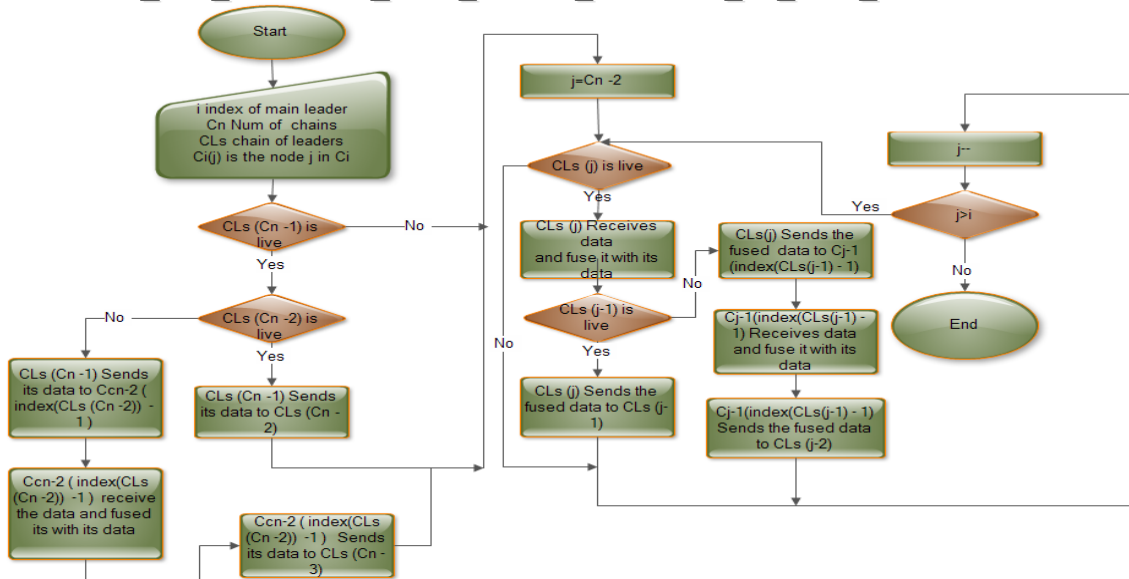 Start
i index of main leader
Cn Num of  chains
CLs chain of leaders
Ci(j) is the node j in Ci
CLs (Cn -1) is
live
No
Yes
CLs (Cn -2) is
live
No
Yes
CLs (Cn -1) Sends
its data to Ccn-2 (
index(CLs (Cn -2))  -
1 )
CLs (Cn -1) Sends
its data to CLs (Cn -
2)
Ccn-2 ( index(CLs
(Cn -2))  -1 )  receive
the data and fused
its with its data
Ccn-2 ( index(CLs
(Cn -2))  -1 )   Sends
its data to CLs (Cn -
3)
j=Cn -2
CLs (j) is live
Yes
No
CLs (j) Receives
data
and fuse it with its
data
CLs (j-1) is
live
No
Yes
CLs (j) Sends the
fused data to CLs (j-
1)
CLs(j) Sends the
fused  data to Cj-1
(index(CLs(j-1) - 1)
Cj-1(index(CLs(j-1) -
1) Receives data
and fuse it with its
data
Cj-1(index(CLs(j-1) - 1)
Sends the fused data
to CLs (j-2)
j--
j>i
Yes
No
End